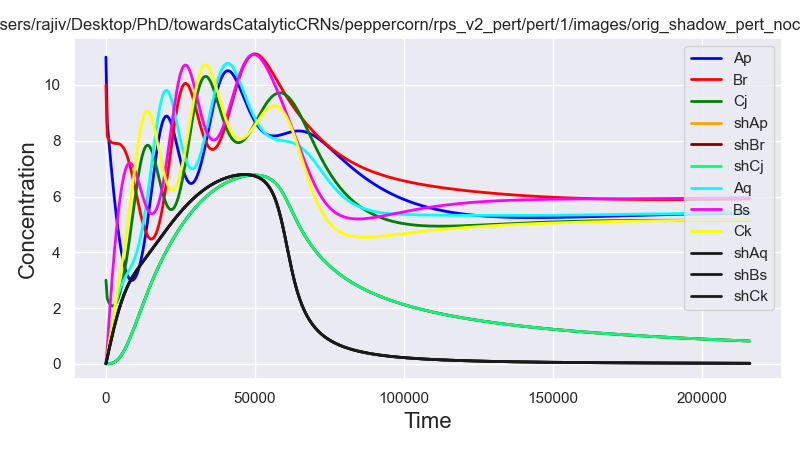 sers/rajiv/Desktop/PhD/towardsCatalyticCRNs/peppercorn/rps_v2_pert/pert/1/images/orig_shadow_pert_noc
Concentration
10
8
6
4
2
0
0
50000
100000
150000
200000
Time
Ap
Br
Cj
shAp
shBr
shCj
Aq
Bs
Ck
shAq
shBs
shCk